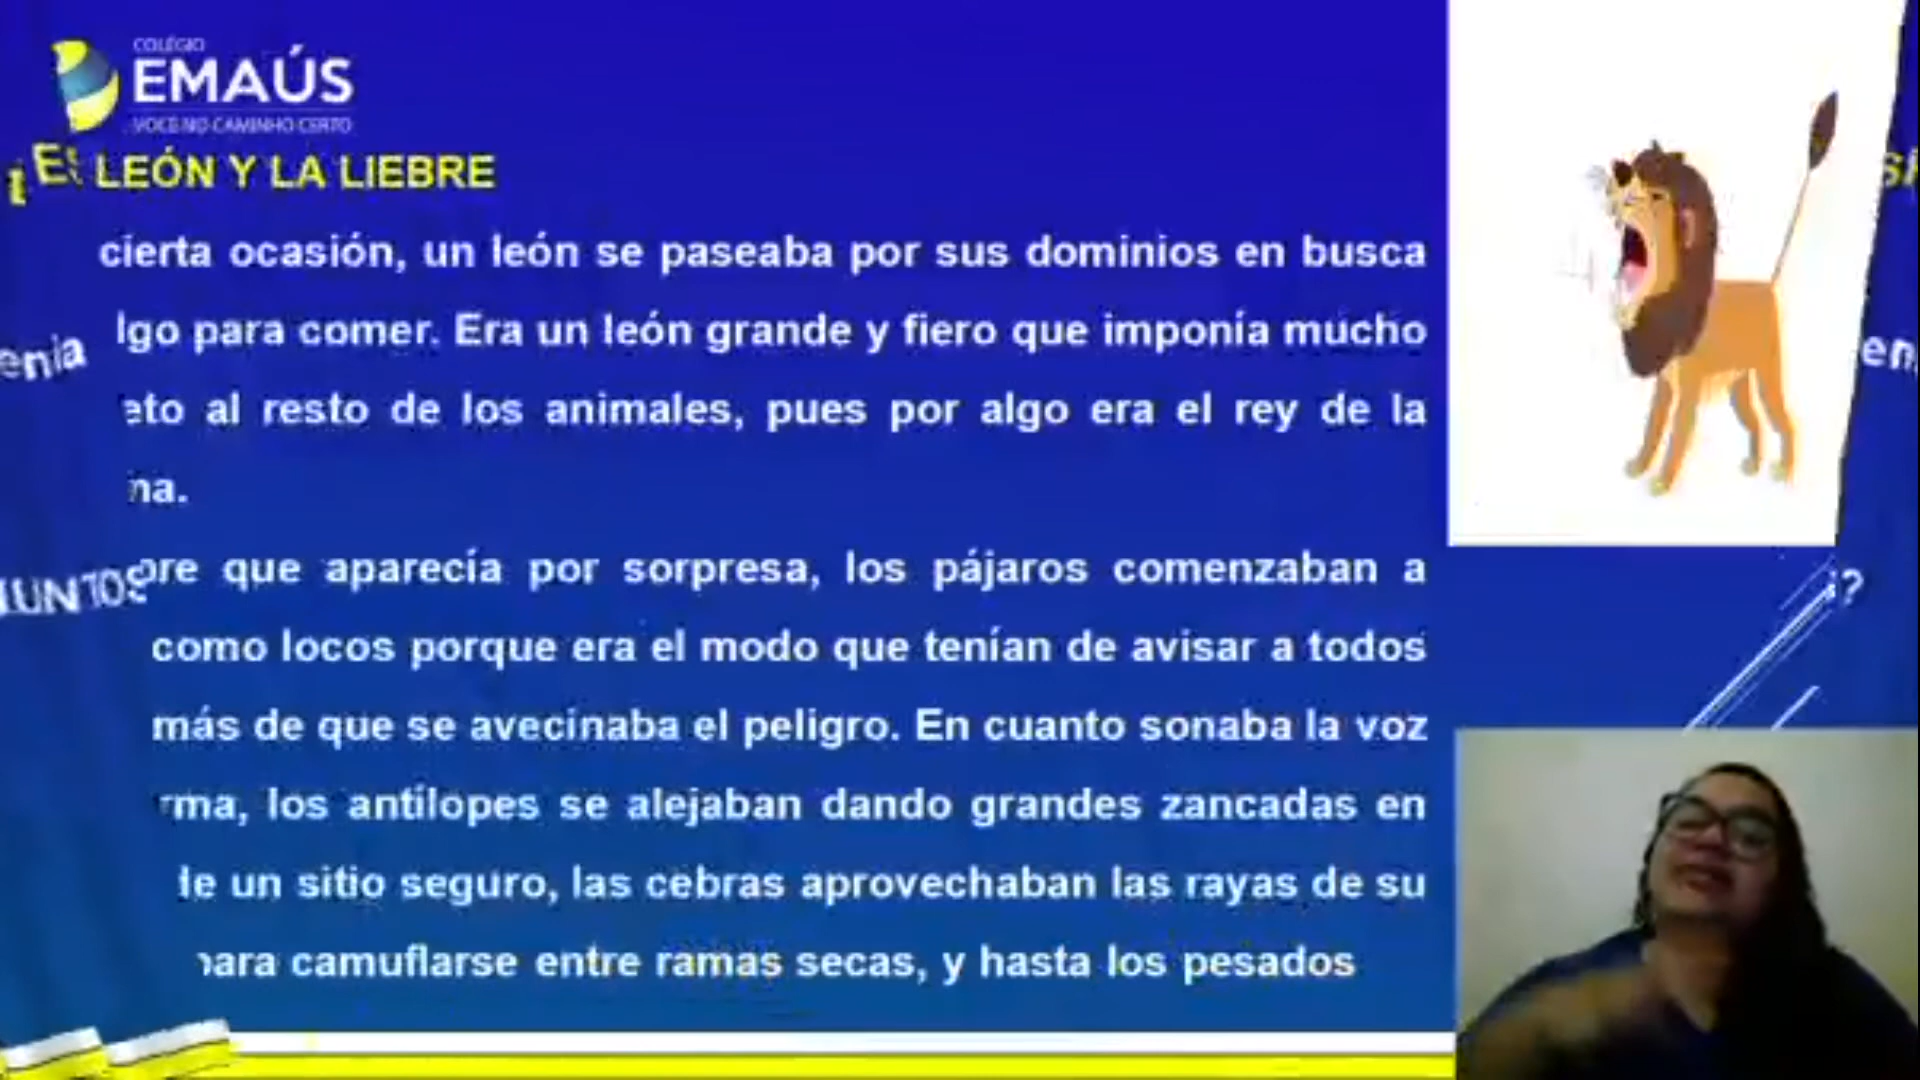 COLÉGIO
EMAÚS
VOCÊ NO CAMINHO CERTO
LEÓN Y LA LIEBRE
cierta ocasión, un león se paseaba por sus dominios en busca
lgo para comer. Era un león grande y fiero que imponía mucho
eto al resto de los animales, pues por algo era el rey de la
na.
bre que aparecía por sorpresa, los pájaros comenzaban a
como locos porque era el modo que tenían de avisar a todos
más de que se avecinaba el peligro. En cuanto sonaba la voz
rma, los antílopes se alejaban dando grandes zancadas en
de un sitio seguro, las cebras aprovechaban las rayas de su
para camuflarse entre ramas secas, y hasta los pesados